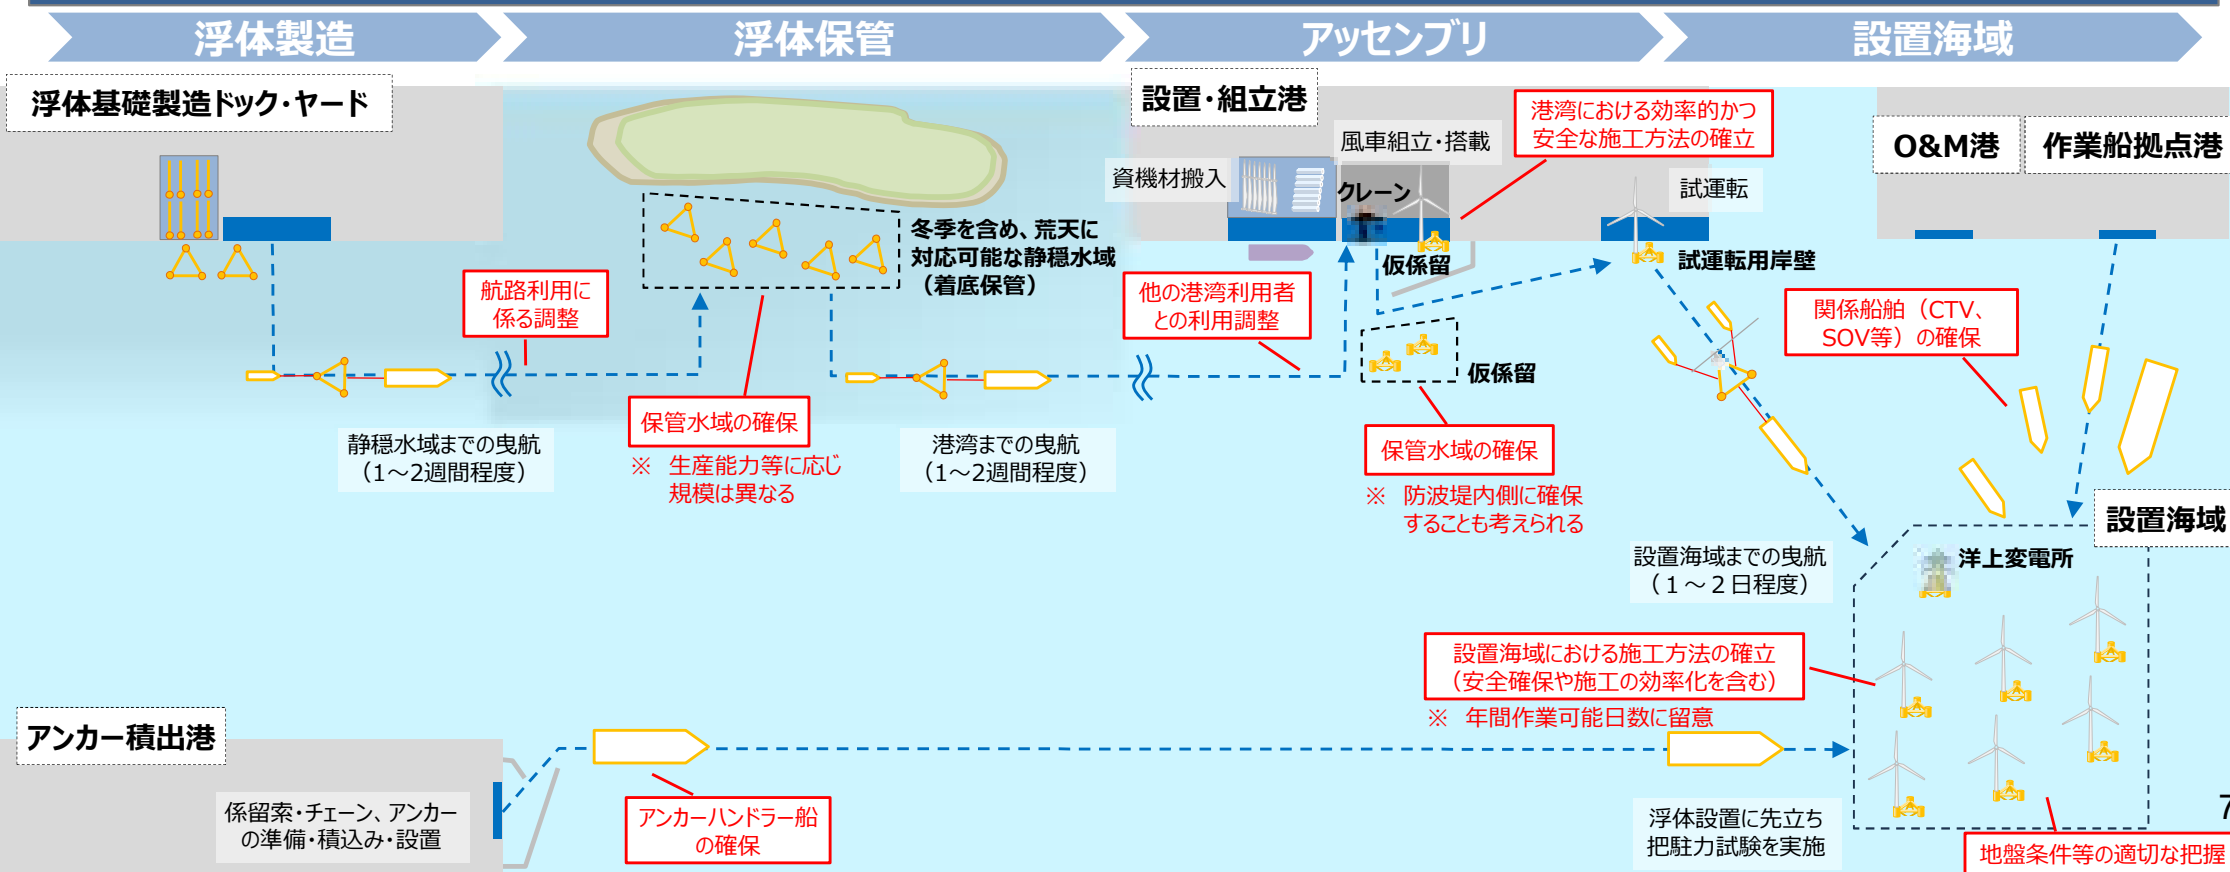 浮体製造
浮体保管
アッセンブリ
設置海域
浮体基礎製造ドック・ヤード
航路利用に
係る調整
静穏水域までの曳航
（1～2週間程度）
冬季を含め、荒天に
対応可能な静穏水域
（着底保管）
保管水域の確保
※ 生産能力等に応じ
規模は異なる
港湾までの曳航
（1～2週間程度）
設置・組立港
資機材搬入
風車組立・搭載
クレーン
仮係留
港湾における効率的かつ
安全な施工方法の確立
試運転
試運転用岸壁
他の港湾利用者
との利用調整
仮係留
保管水域の確保
※ 防波堤内側に確保
することも考えられる
O&M港
作業船拠点港
関係船舶（CTV、
SOV等）の確保
設置海域までの曳航
（１～２日程度）
設置海域
洋上変電所
設置海域における施工方法の確立
（安全確保や施工の効率化を含む）
※ 年間作業可能日数に留意
アンカー積出港
係留索・チェーン、アンカー
の準備・積込み・設置
アンカーハンドラー船
の確保
浮体設置に先立ち
把駐力試験を実施
地盤条件等の適切な把握
7